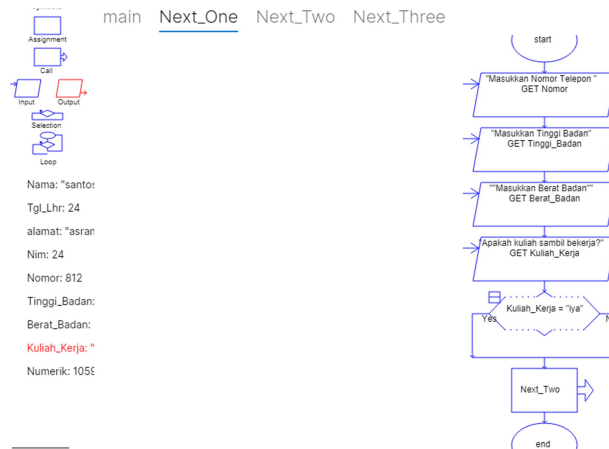 main Next_One Next_Two Next_Three
Assignment
Call
Input Output
Selection
Loop
Nama: "santos
Tgl_Lhr: 24
alamat: "asran
Nim: 24
Nomor: 812
Tinggi_Badan:
Berat_Badan:
Kuliah_Kerja: "
Numerik: 1059
start
"Masukkan Nomor Telepon "
GET Nomor
"Masukkan Tinggi Badan"
GET Tinggi_Badan
""Masukkan Berat Badan""
GET Berat_Badan
"Apakah kuliah sambil bekerja?"
GET Kuliah_Kerja
Kuliah_Kerja = "iya"
Yes
Next_Two
end